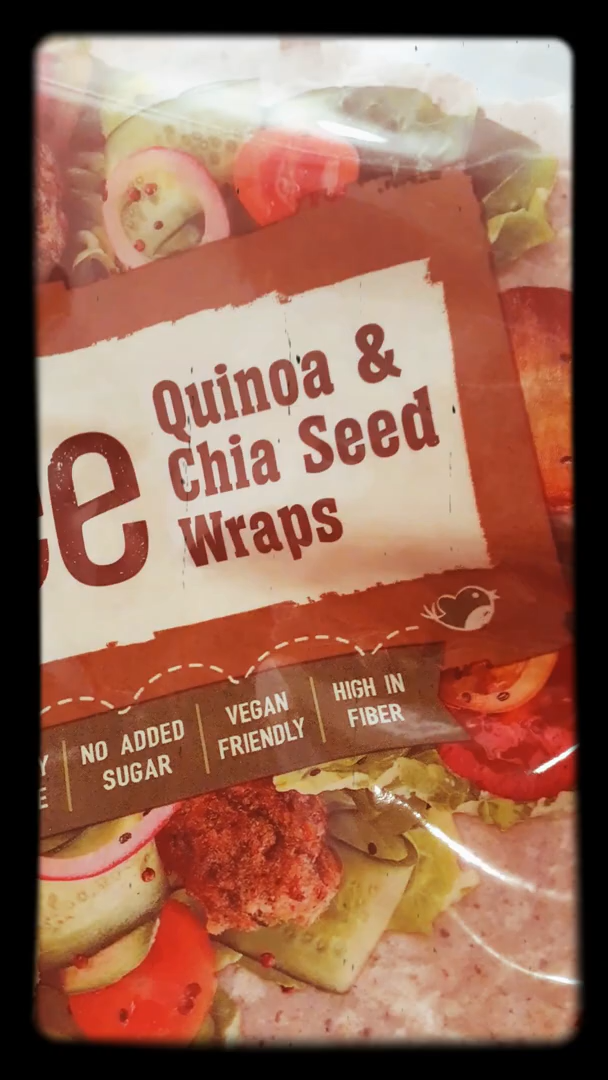 e
Quinoa &
Chia Seed
Wraps
NO ADDED
SUGAR
VEGAN
FRIENDLY
HIGH IN
FIBER